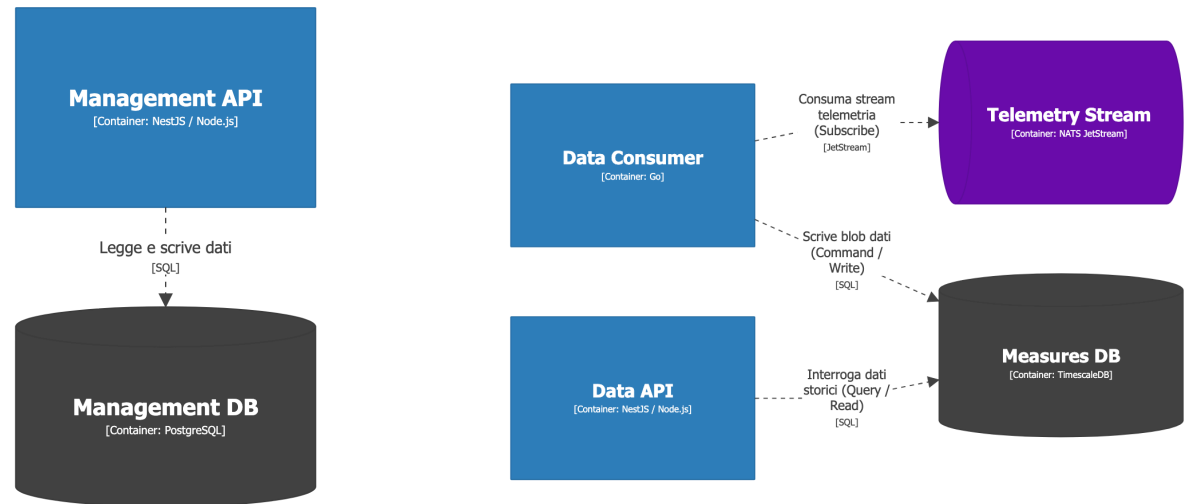 Management API
[Container: NestJS / Node.js]
Legge e scrive dati
[SQL]
Management DB
[Container: PostgreSQL]
Data Consumer
[Container: Go]
Consuma stream
telemetria
(Subscribe)
[JetStream]
Telemetry Stream
[Container: NATS JetStream]
Scrive blob dati
(Command /
Write)
[SQL]
Measures DB
[Container: TimescaleDB]
Data API
[Container: NestJS / Node.js]
Interroga dati
storici (Query /
Read)
[SQL]